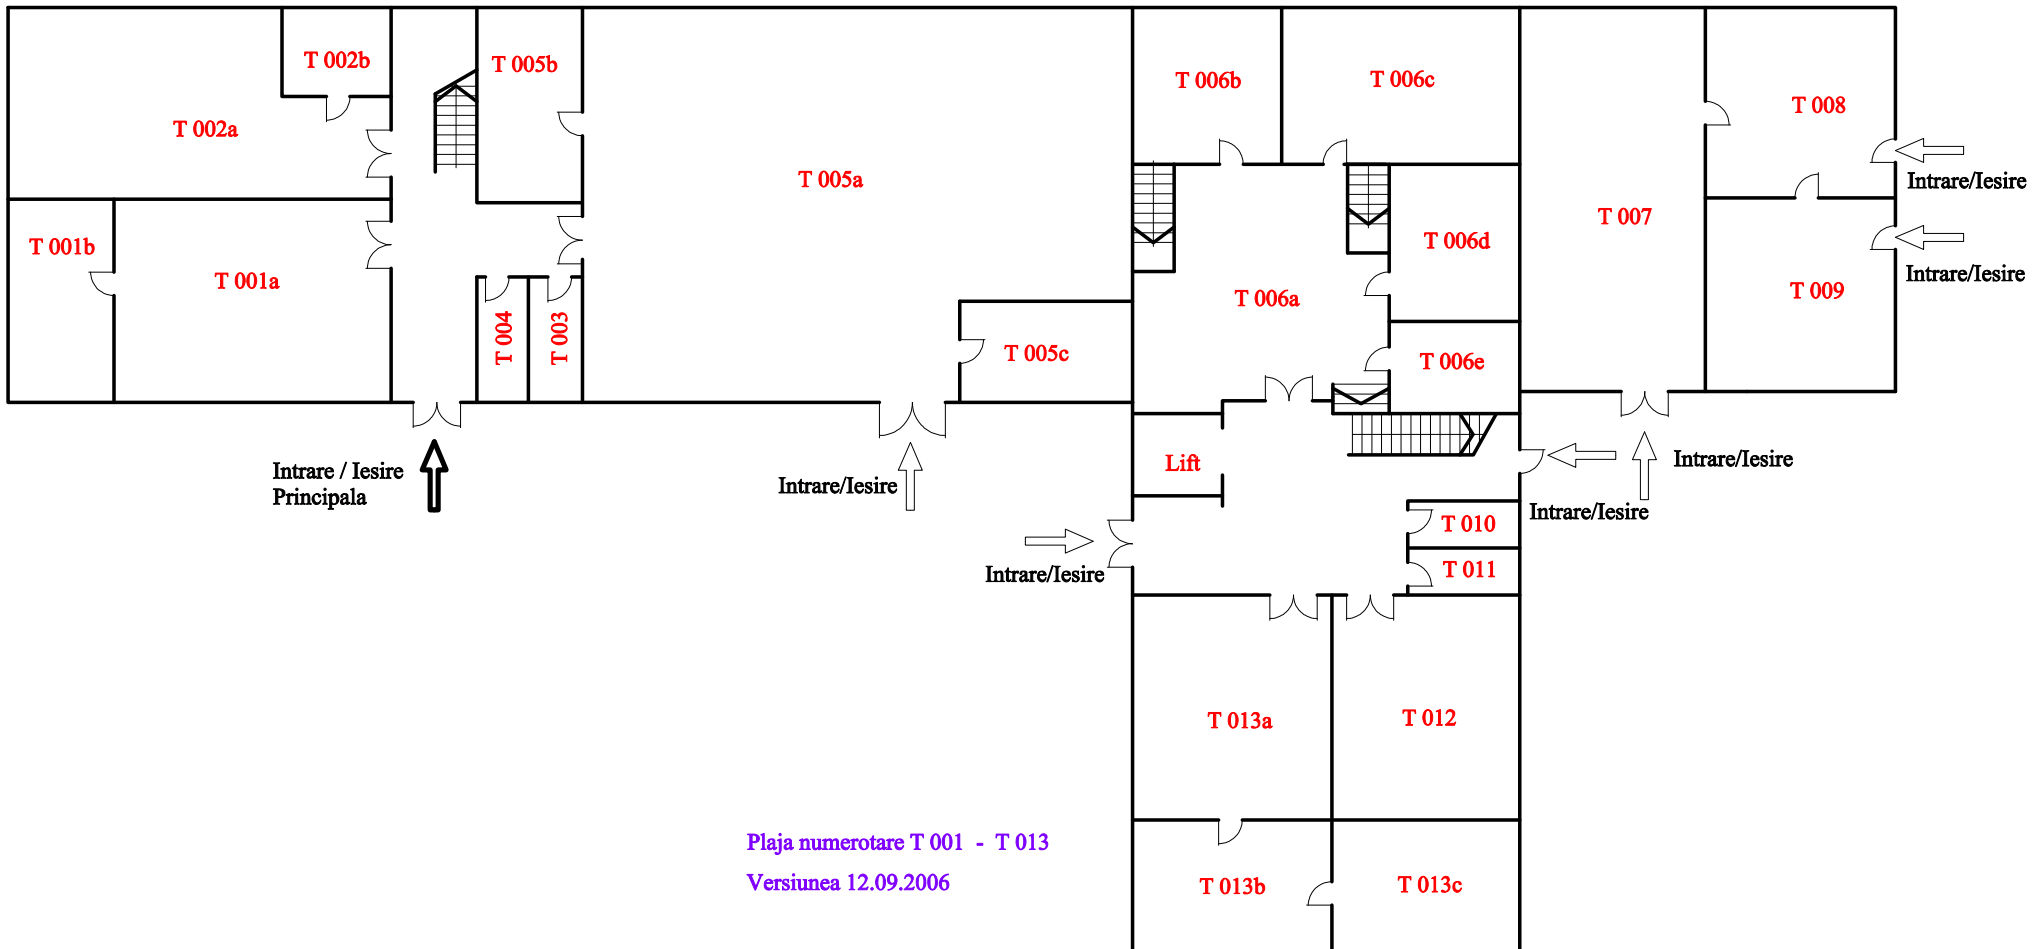 T 002b
T 005b
T 006b
T 006c
T 008
T 002a
T 005a
Intrare/Iesire
T 007
T 001b
T 006d
T 001a
Intrare/Iesire
T 006a
T 009
T 004
T 003
T 005c
T 006e
Intrare / Iesire
Principala
Intrare/Iesire
Lift
Intrare/Iesire
Intrare/Iesire
T 010
T 011
Intrare/Iesire
T 013a
T 012
Plaja numerotare T 001 - T 013
Versiunea 12.09.2006
T 013b
T 013c